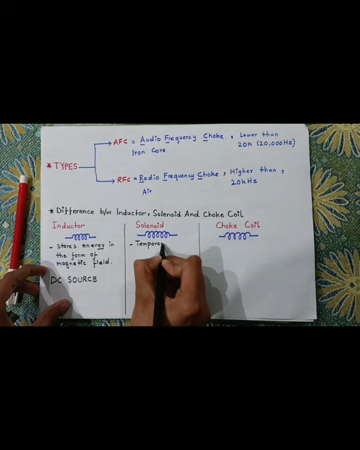 * TYPES
AFC = Audio Frequency Choke, Lower than
Iron Core
20K (20,000Hz)
RFC = Radio Frequency Choke, Higher than,
Air
20KHz
* Difference b/w Inductor, Solenoid And Choke Coil
Inductor
- stores energy in
the form of
magnetic field.
DC SOURCE
Solenoid
- Tempora
Choke Coil